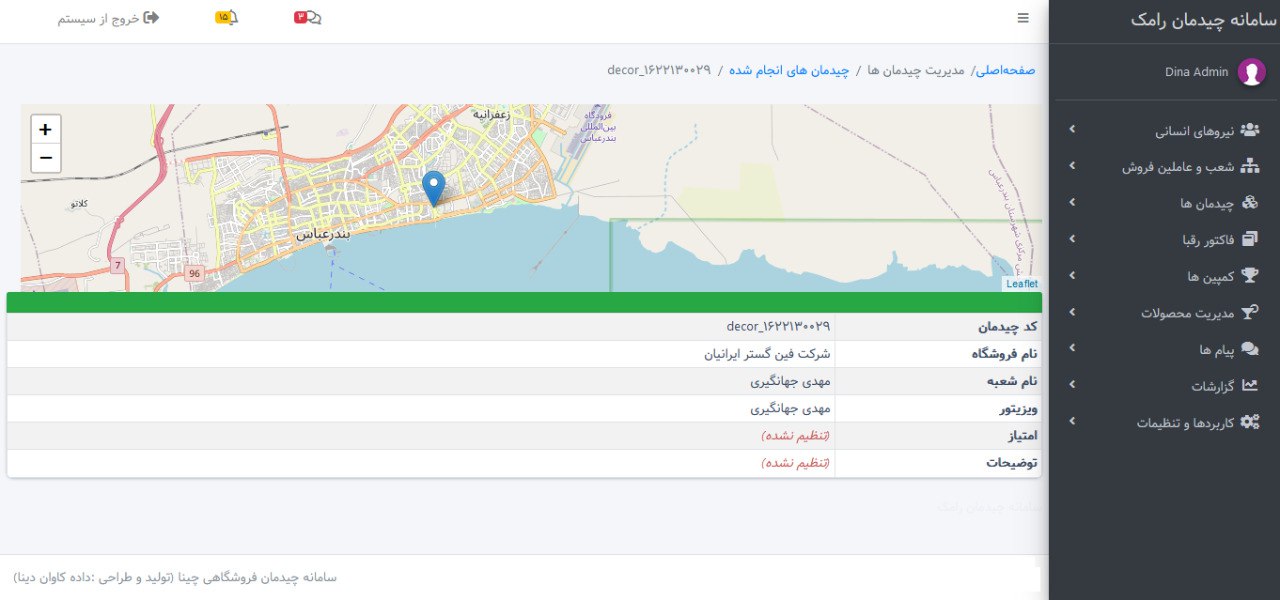 سامانه چیدمان رامک
Dina Admin
نیروهای انسانی
شعب و عاملین فروش
چیدمان ها
فاکتور رقبا
کمپین ها
مدیریت محصولات
پیام ها
گزارشات
کاربردها و تنظیمات
۳
۱۵
خروج از سیستم
صفحه‌اصلی/ مدیریت چیدمان ها / چیدمان های انجام شده / decor_۱۶۲۲۱۳۰۰۲۹
+
−
زعفرانیه
فرودگاه
بین‌المللی
بندرعباس
کلاتو
بندرعباس
7
96
Leaflet
کد چیدمان decor_۱۶۲۲۱۳۰۰۲۹
نام فروشگاه شرکت فین گستر ایرانیان
نام شعبه مهدی جهانگیری
ویزیتور مهدی جهانگیری
امتیاز (تنظیم نشده)
توضیحات (تنظیم نشده)
سامانه چیدمان رامک
سامانه چیدمان فروشگاهی چینا (تولید و طراحی :داده کاوان دینا)